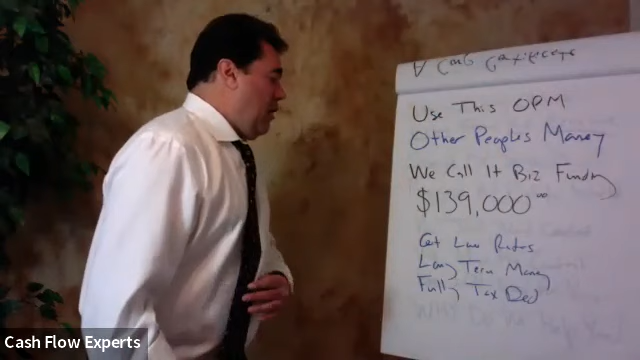 Use This OPM
Other Peoples Money
We Call It Biz Funding
$139,000.00
Get Low Rates
Long Term Money
Fully Tax Ded
Cash Flow Experts